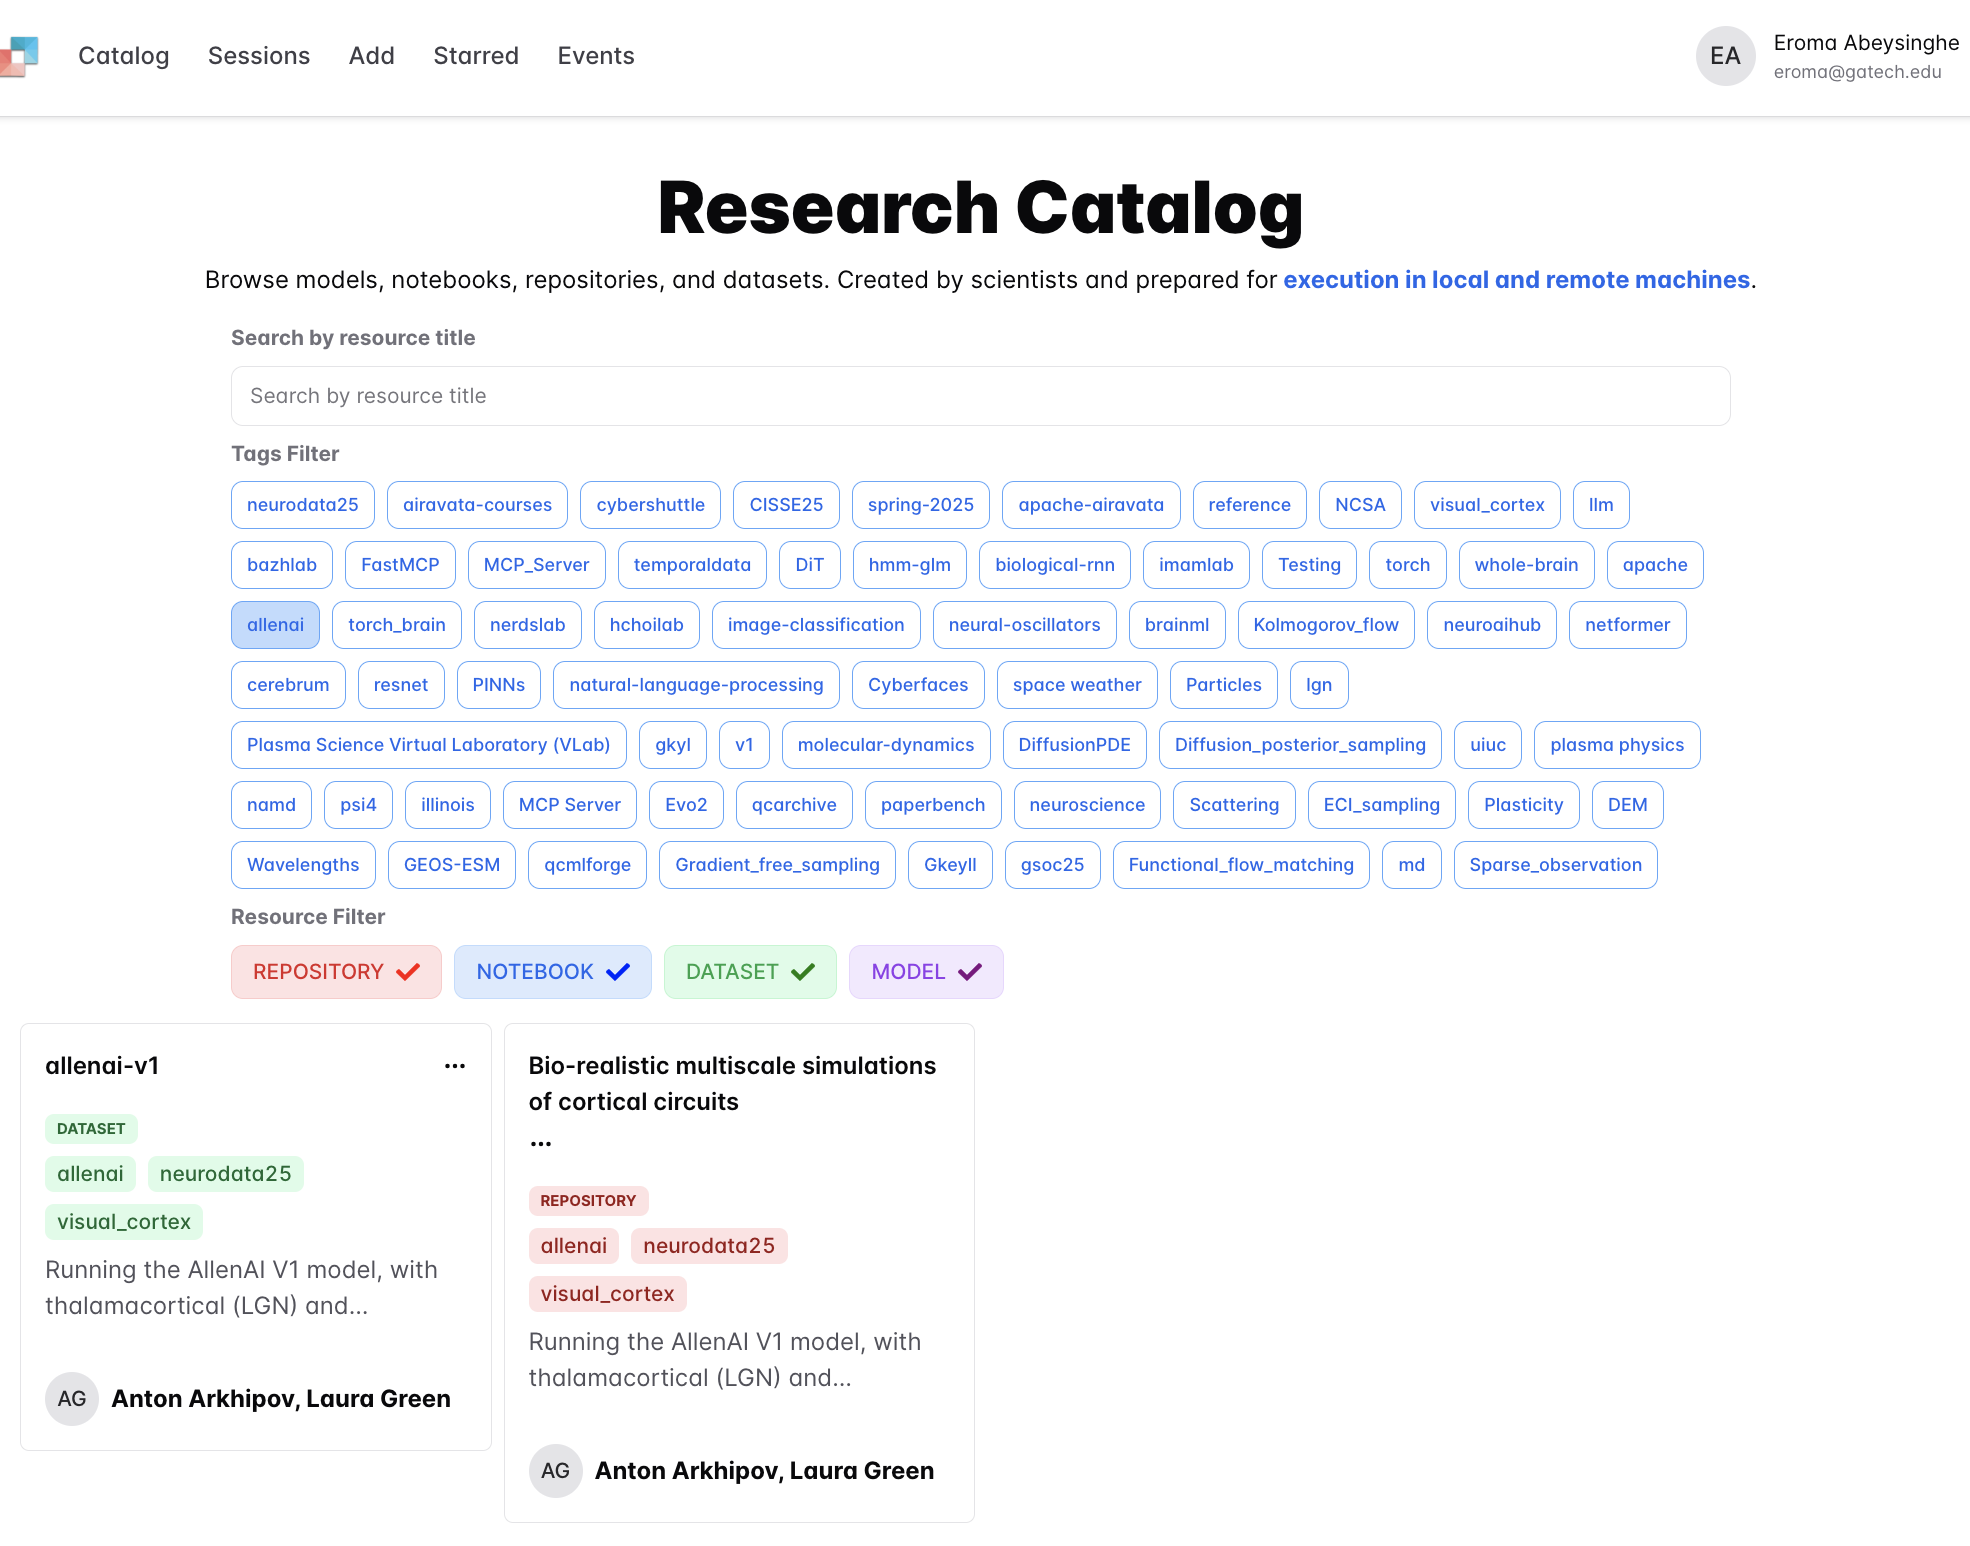 Catalog Sessions Add Starred Events
EA Eroma Abeysinghe
eroma@gatech.edu
Research Catalog
Browse models, notebooks, repositories, and datasets. Created by scientists and prepared for execution in local and remote machines.
Search by resource title
Search by resource title
Tags Filter
neurodata25 airavata-courses cybershuttle CISSE25 spring-2025 apache-airavata reference NCSA visual_cortex llm
bazhlab FastMCP MCP_Server temporaldata DiT hmm-glm biological-rnn imamlab Testing torch whole-brain apache
allenai torch_brain nerdslab hchoilab image-classification neural-oscillators brainml Kolmogorov_flow neuroaihub netformer
cerebrum resnet PINNs natural-language-processing Cyberfaces space weather Particles lgn
Plasma Science Virtual Laboratory (VLab) gkyl v1 molecular-dynamics DiffusionPDE Diffusion_posterior_sampling uiuc plasma physics
namd psi4 illinois MCP Server Evo2 qcarchive paperbench neuroscience Scattering ECI_sampling Plasticity DEM
Wavelengths GEOS-ESM qcmlforge Gradient_free_sampling Gkeyll gsoc25 Functional_flow_matching md Sparse_observation
Resource Filter
REPOSITORY NOTEBOOK DATASET MODEL
allenai-v1 ...
DATASET
allenai neurodata25
visual_cortex
Running the AllenAI V1 model, with
thalamacortical (LGN) and...
AG Anton Arkhipov, Laura Green
Bio-realistic multiscale simulations
of cortical circuits
...
REPOSITORY
allenai neurodata25
visual_cortex
Running the AllenAI V1 model, with
thalamacortical (LGN) and...
AG Anton Arkhipov, Laura Green